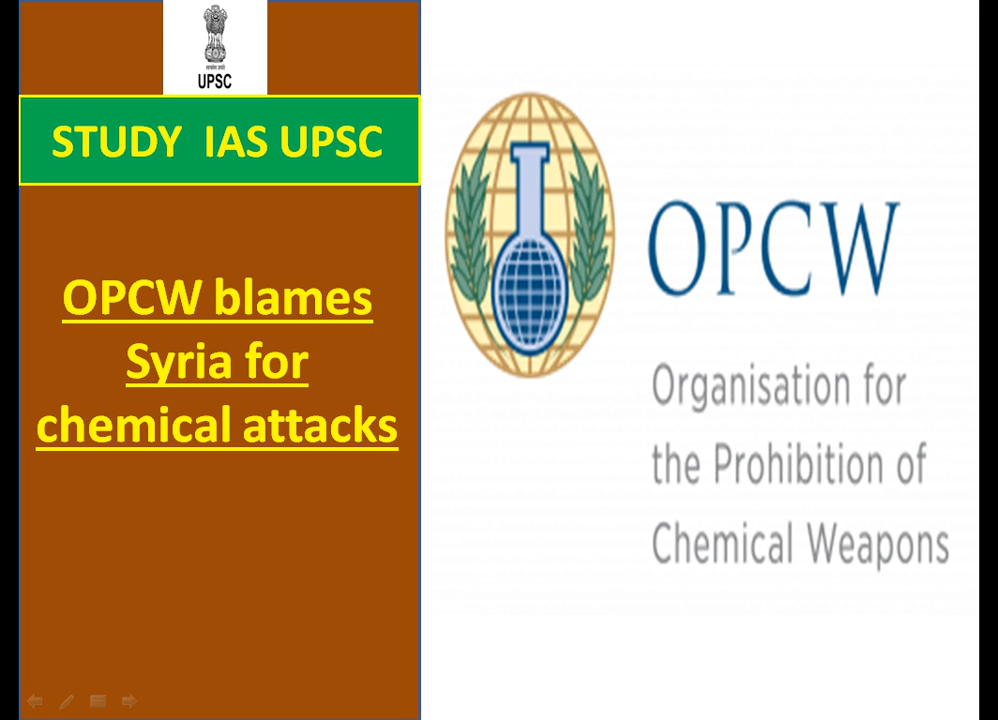 UPSC
STUDY IAS UPSC
OPCW blames
Syria for
chemical attacks
OPCW
Organisation for
the Prohibition of
Chemical Weapons